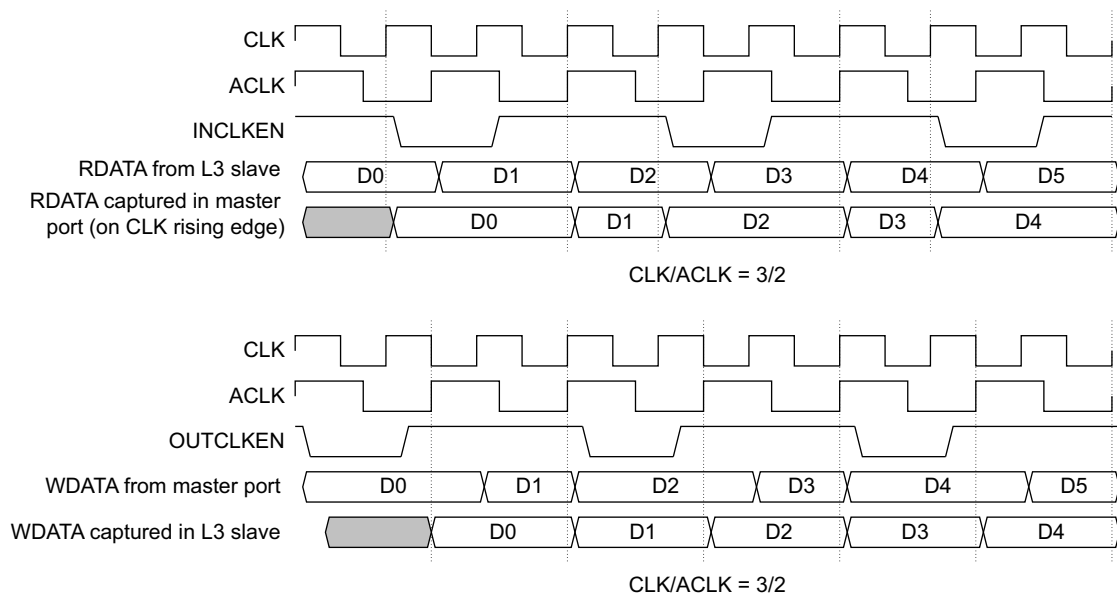 CLK
ACLK
INCLKEN
RDATA from L3 slave D0 D1 D2 D3 D4 D5
RDATA captured in master
port (on CLK rising edge) D0 D1 D2 D3 D4
CLK/ACLK = 3/2
CLK
ACLK
OUTCLKEN
WDATA from master port D0 D1 D2 D3 D4 D5
WDATA captured in L3 slave D0 D1 D2 D3 D4
CLK/ACLK = 3/2